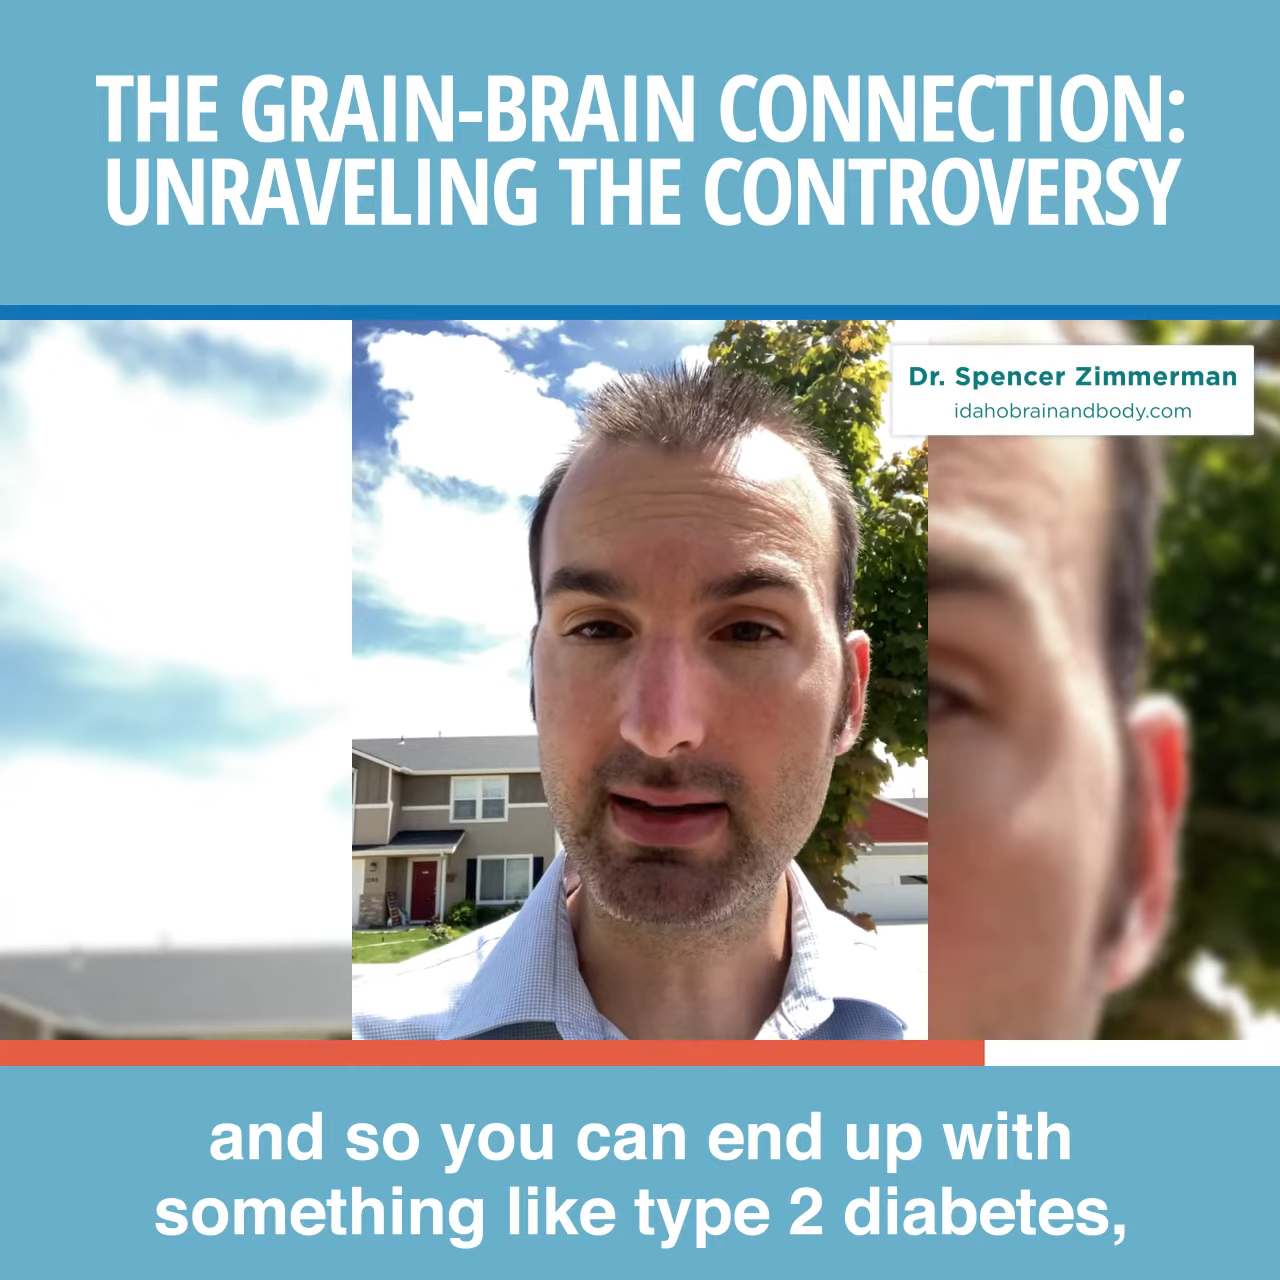 THE GRAIN-BRAIN CONNECTION:
UNRAVELING THE CONTROVERSY
Dr. Spencer Zimmerman
idahobrainandbody.com
and so you can end up with
something like type 2 diabetes,